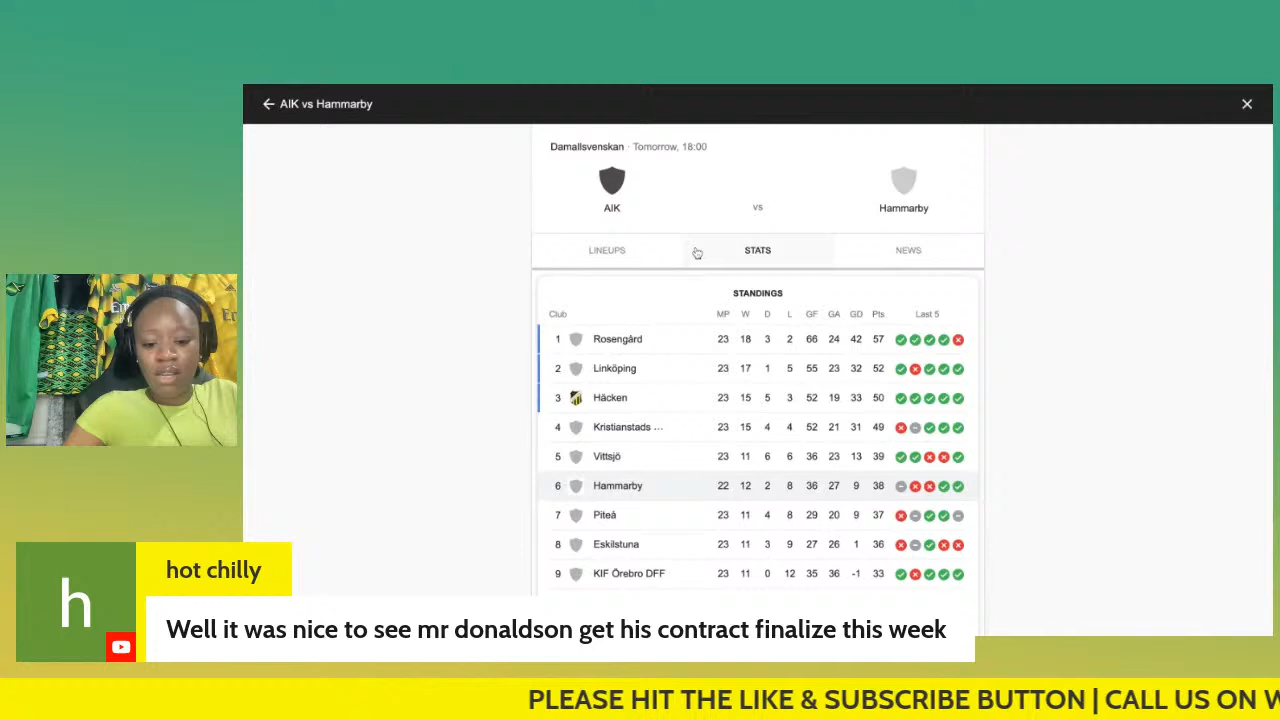 AIK vs Hammarby
Damallsvenskan · Tomorrow, 18:00
AIK
vs
Hammarby
LINEUPS
STATS
NEWS
STANDINGS
Club MP W D L GF GA GD Pts Last 5
1 Rosengård 23 18 3 2 66 24 42 57
2 Linköping 23 17 1 5 55 23 32 52
3 Häcken 23 15 5 3 52 19 33 50
4 Kristianstads ... 23 15 4 4 52 21 31 49
5 Vittsjö 23 11 6 6 36 23 13 39
6 Hammarby 22 12 2 8 36 27 9 38
7 Piteå 23 11 4 8 29 20 9 37
8 Eskilstuna 23 11 3 9 27 26 1 36
9 KIF Örebro DFF 23 11 0 12 35 36 -1 33
h
hot chilly
Well it was nice to see mr donaldson get his contract finalize this week
PLEASE HIT THE LIKE & SUBSCRIBE BUTTON | CALL US ON W